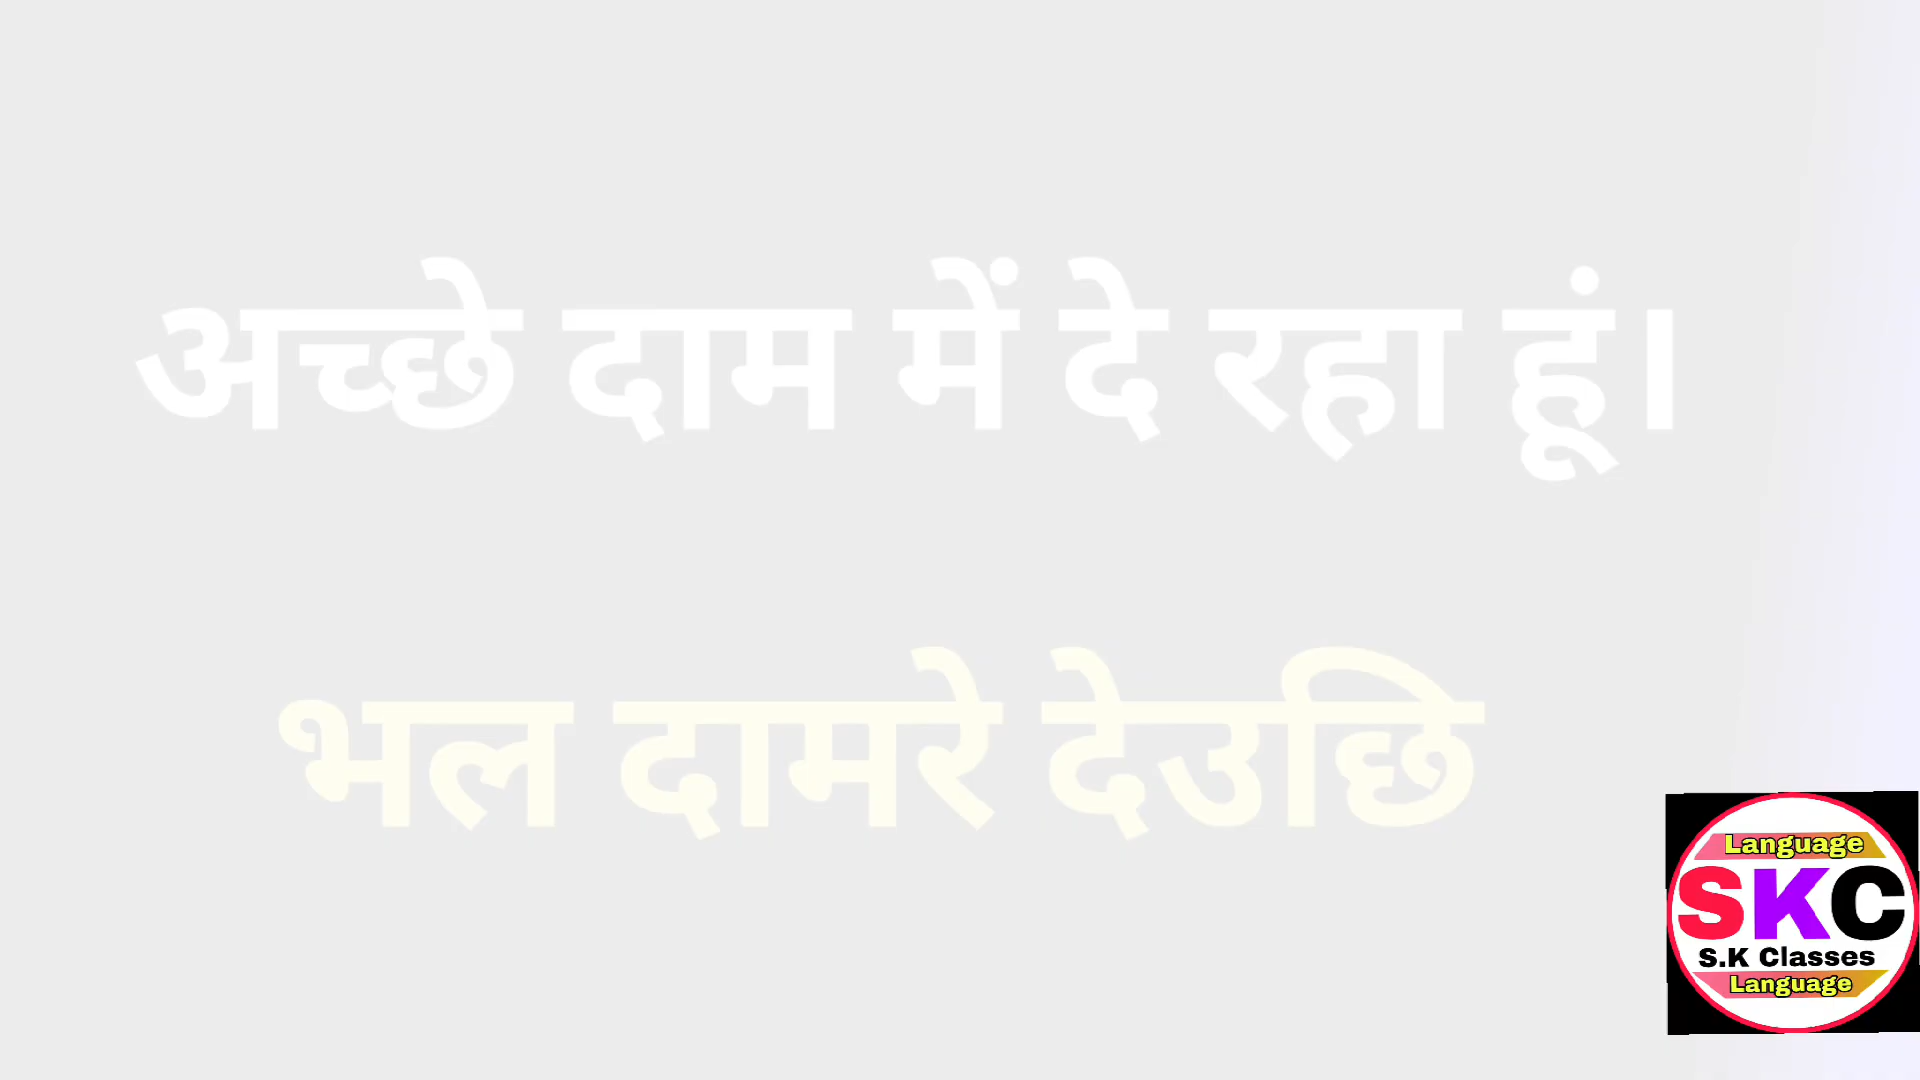 अच्छे दाम में दे रहा हूं।
भल दामरे देउछि
Language
SKC
S.K Classes
Language